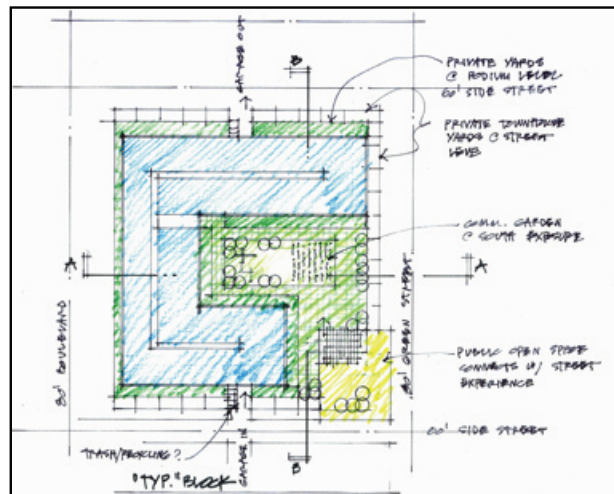 GARAGE OUT
B
PRIVATE YARDS
@ PODIUM LEVEL
60' SIDE STREET
PRIVATE TOWNHOUSE
YARDS @ STREET
LEVEL
COMM. GARDEN
@ SOUTH EXPOSURE
A
A
80' BOULEVARD
GREEN STREET
PUBLIC OPEN SPACE
CONNECTS W/ STREET
EXPERIENCE
60' SIDE STREET
TRASH/RECYCLING?
GARAGE IN
B
"TYP." BLOCK